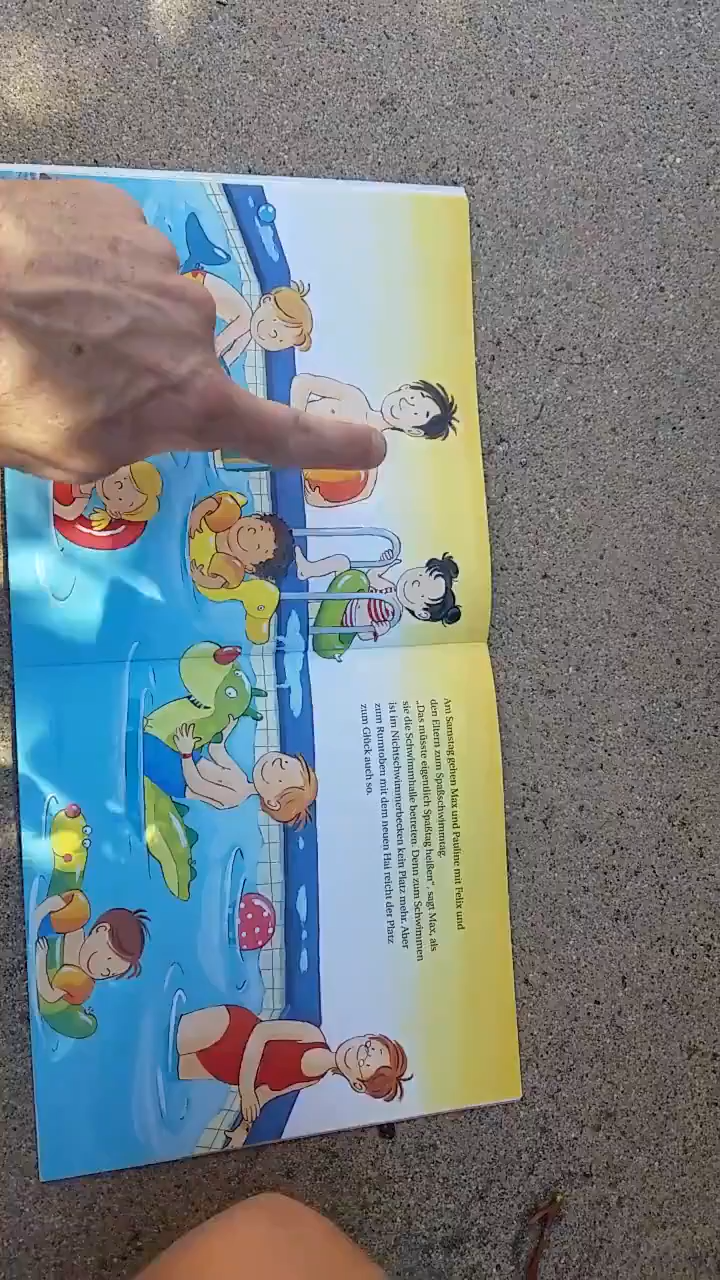 Am Samstag gehen Max und Pauline mit Felix und
den Eltern zum Spaßschwimmtag.
„Das müsste eigentlich Spaßtag heißen“, sagt Max, als
sie die Schwimmhalle betreten. Denn zum Schwimmen
ist im Nichtschwimmerbecken kein Platz mehr. Aber
zum Rumtoben mit dem neuen Hai reicht der Platz
zum Glück auch so.